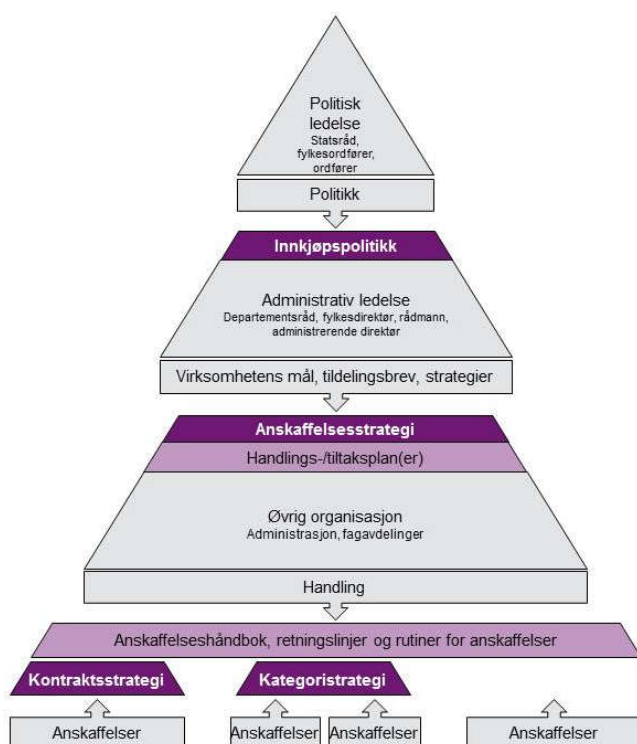 Politisk
ledelse
Statsråd,
fylkesordfører,
ordfører
Politikk
Innkjøpspolitikk
Administrativ ledelse
Departementsråd, fylkesdirektør, rådmann,
administrerende direktør
Virksomhetens mål, tildelingsbrev, strategier
Anskaffelsesstrategi
Handlings-/tiltaksplan(er)
Øvrig organisasjon
Administrasjon, fagavdelinger
Handling
Anskaffelseshåndbok, retningslinjer og rutiner for anskaffelser
Kontraktsstrategi Kategoristrategi
Anskaffelser Anskaffelser Anskaffelser Anskaffelser